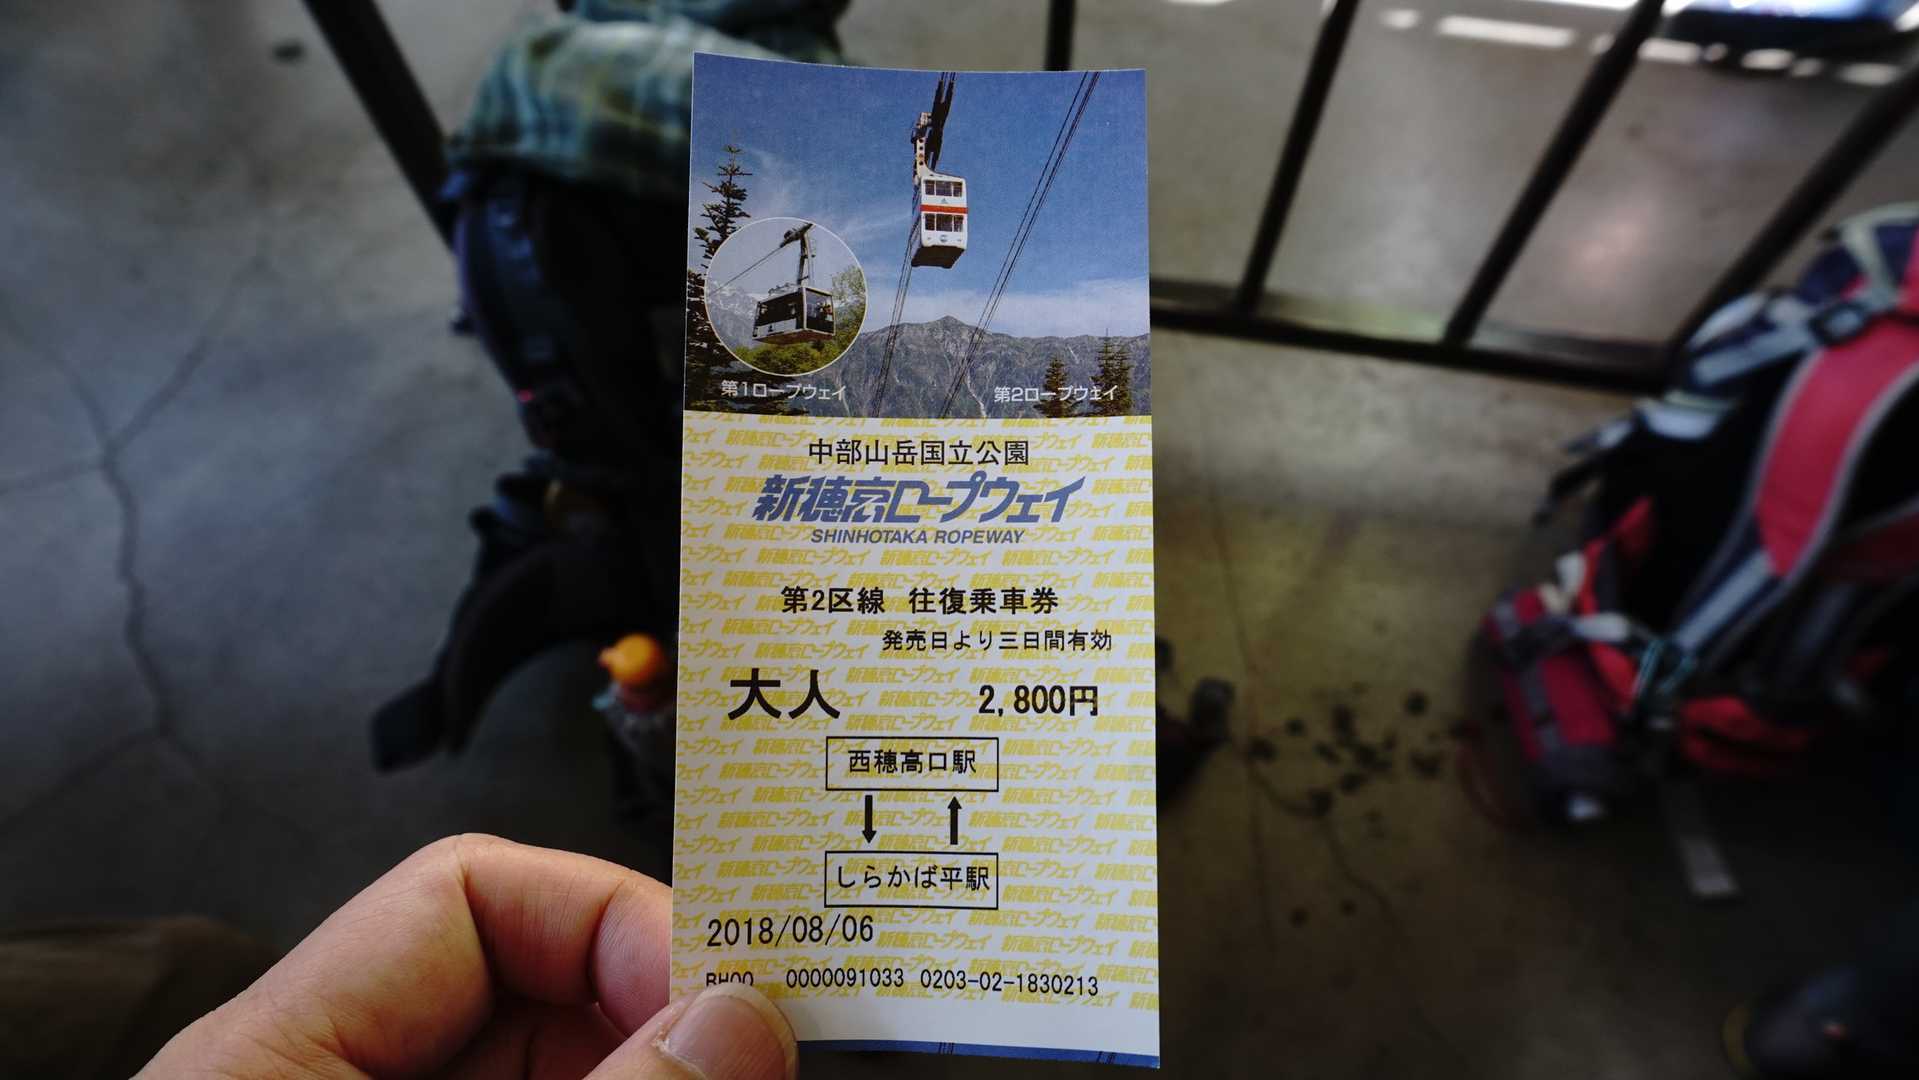 第1ロープウェイ 第2ロープウェイ
中部山岳国立公園
新穂高ロープウェイ
SHINHOTAKA ROPEWAY
第2区線 往復乗車券
発売日より三日間有効
大人 2,800円
西穂高口駅
しらかば平駅
2018/08/06
0000091033 0203-02-1830213